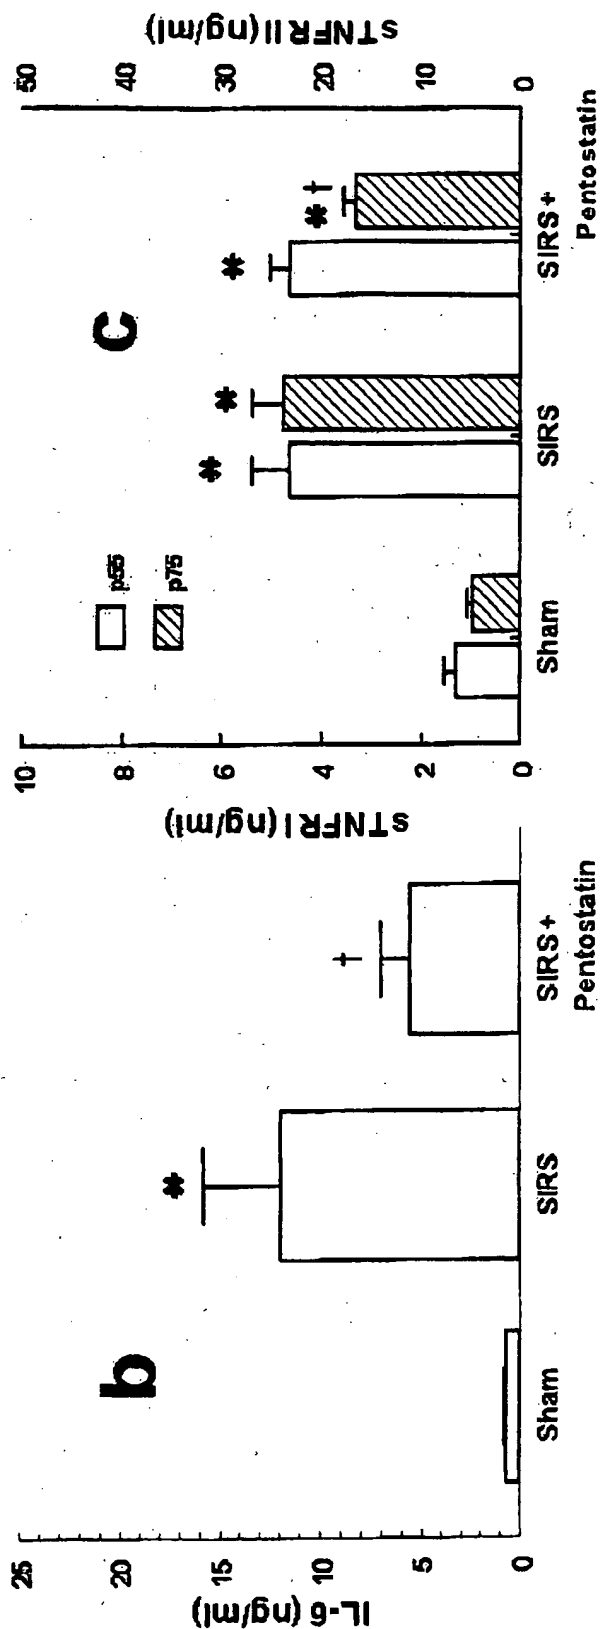 b
IL-6 (ng/ml)
25
20
15
10
5
0
*
†
Sham
SIRS
SIRS+
Pentostatin
c
sTNFR I (ng/ml)
10
8
6
4
2
0
p55
p75
*
*
*
* †
Sham
SIRS
SIRS+
Pentostatin
50
40
30
20
10
0
sTNFR II (ng/ml)